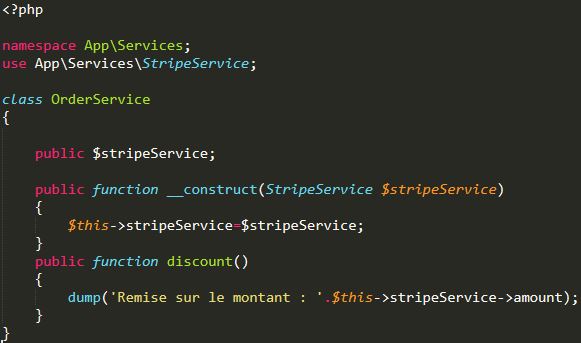 <?php
namespace App\Services;
use App\Services\StripeService;
class OrderService
{
public $stripeService;
public function __construct(StripeService $stripeService)
{
$this->stripeService=$stripeService;
}
public function discount()
{
dump('Remise sur le montant : '.$this->stripeService->amount);
}
}